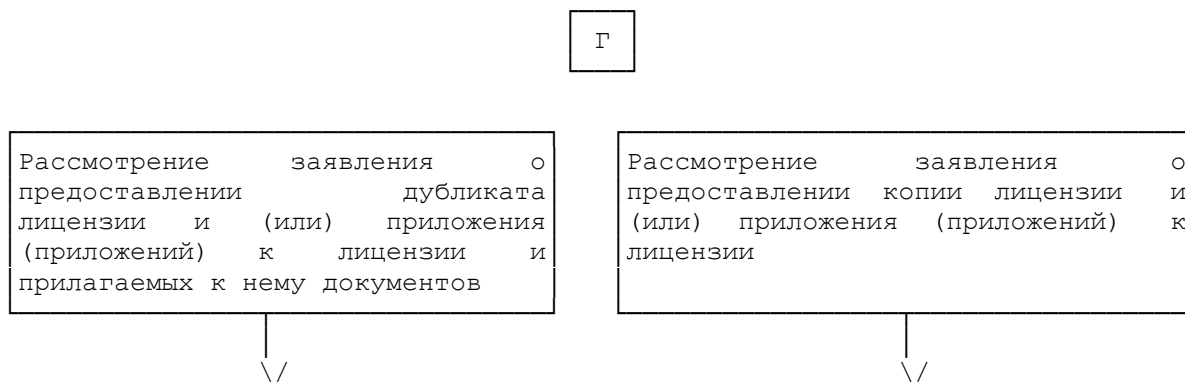 Г
Рассмотрение заявления о
предоставлении дубликата
лицензии и (или) приложения
(приложений) к лицензии и
прилагаемых к нему документов
Рассмотрение заявления о
предоставлении копии лицензии и
(или) приложения (приложений) к
лицензии
\/
\/